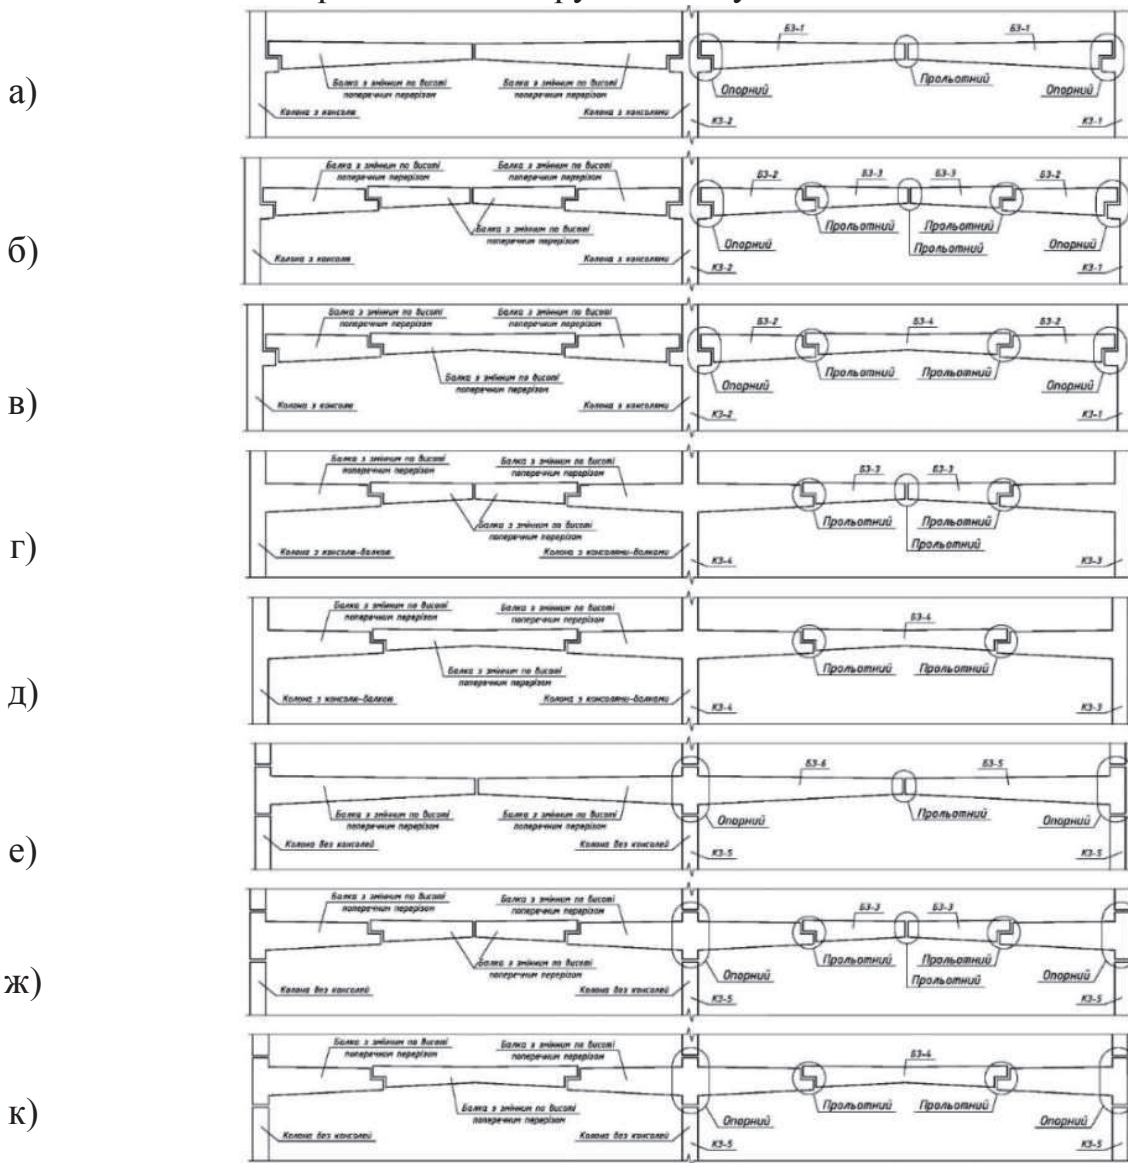 а)
Балка з змінним по висоті
поперечним перерізом
Балка з змінним по висоті
поперечним перерізом
Колона з консолю
Колона з консолями
БЗ-1
БЗ-1
Опорний
Прольотний
Опорний
КЗ-2
КЗ-1
б)
Балка з змінним по висоті
поперечним перерізом
Балка з змінним по висоті
поперечним перерізом
Балка з змінним по висоті
поперечним перерізом
Колона з консолю
Колона з консолями
БЗ-2
БЗ-3
БЗ-3
БЗ-2
Опорний
Прольотний
Прольотний
Прольотний
Опорний
КЗ-2
КЗ-1
в)
Балка з змінним по висоті
поперечним перерізом
Балка з змінним по висоті
поперечним перерізом
Балка з змінним по висоті
поперечним перерізом
Колона з консолю
Колона з консолями
БЗ-2
БЗ-4
БЗ-2
Опорний
Прольотний
Прольотний
Опорний
КЗ-2
КЗ-1
г)
Балка з змінним по висоті
поперечним перерізом
Балка з змінним по висоті
поперечним перерізом
Балка з змінним по висоті
поперечним перерізом
Колона з консолю-балкою
Колона з консолями-балками
БЗ-3
БЗ-3
Прольотний
Прольотний
Прольотний
КЗ-4
КЗ-3
д)
Балка з змінним по висоті
поперечним перерізом
Балка з змінним по висоті
поперечним перерізом
Балка з змінним по висоті
поперечним перерізом
Колона з консолю-балкою
Колона з консолями-балками
БЗ-4
Прольотний
Прольотний
КЗ-4
КЗ-3
е)
Балка з змінним по висоті
поперечним перерізом
Балка з змінним по висоті
поперечним перерізом
Колона без консолей
Колона без консолей
БЗ-6
БЗ-5
Опорний
Прольотний
Опорний
КЗ-5
КЗ-5
ж)
Балка з змінним по висоті
поперечним перерізом
Балка з змінним по висоті
поперечним перерізом
Балка з змінним по висоті
поперечним перерізом
Колона без консолей
Колона без консолей
БЗ-3
БЗ-3
Опорний
Прольотний
Прольотний
Прольотний
Опорний
КЗ-5
КЗ-5
к)
Балка з змінним по висоті
поперечним перерізом
Балка з змінним по висоті
поперечним перерізом
Балка з змінним по висоті
поперечним перерізом
Колона без консолей
Колона без консолей
БЗ-4
Опорний
Прольотний
Прольотний
Опорний
КЗ-5
КЗ-5